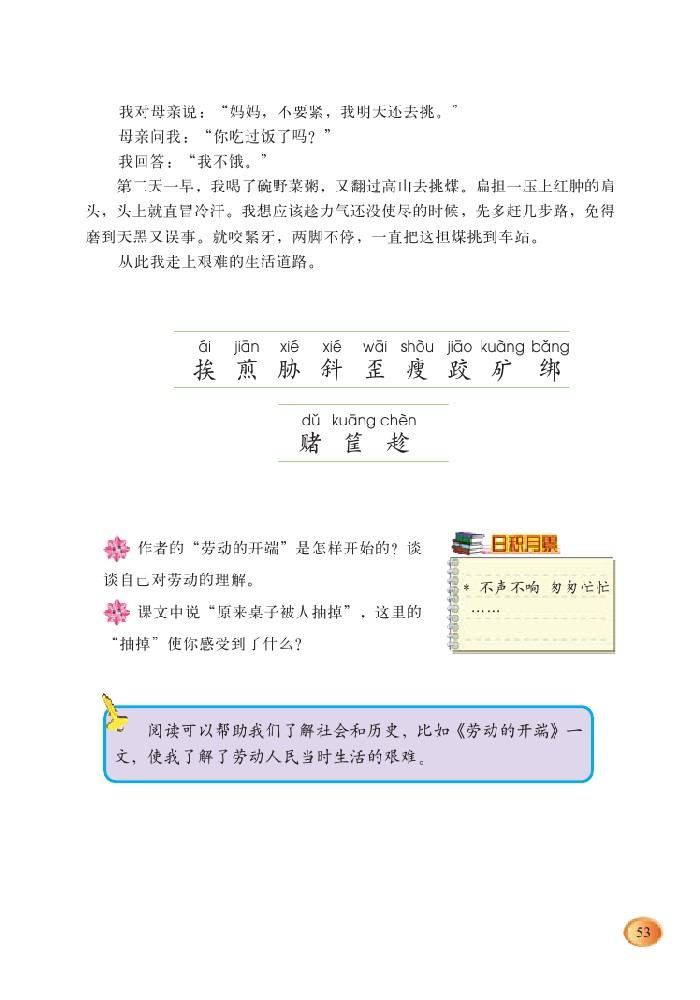 我对母亲说：“妈妈，不要紧，我明天还去挑。”
母亲问我：“你吃过饭了吗？”
我回答：“我不饿。”
第二天一早，我喝了碗野菜粥，又翻过高山去挑煤。扁担一压上红肿的肩
头，头上就直冒冷汗。我想应该趁力气还没使尽的时候，先多赶几步路，免得
磨到天黑又误事。就咬紧牙，两脚不停，一直把这担煤挑到车站。
从此我走上艰难的生活道路。
ái jiān xié xié wāi shòu jiāo kuàng bǎng
挨 煎 胁 斜 歪 瘦 跤 矿 绑
dǔ kuāng chèn
赌 筐 趁
作者的“劳动的开端”是怎样开始的？谈
谈自己对劳动的理解。
课文中说“原来桌子被人抽掉”，这里的
“抽掉”使你感受到了什么？
日积月累
* 不声不响 匆匆忙忙
……
阅读可以帮助我们了解社会和历史，比如《劳动的开端》一
文，使我了解了劳动人民当时生活的艰难。
53